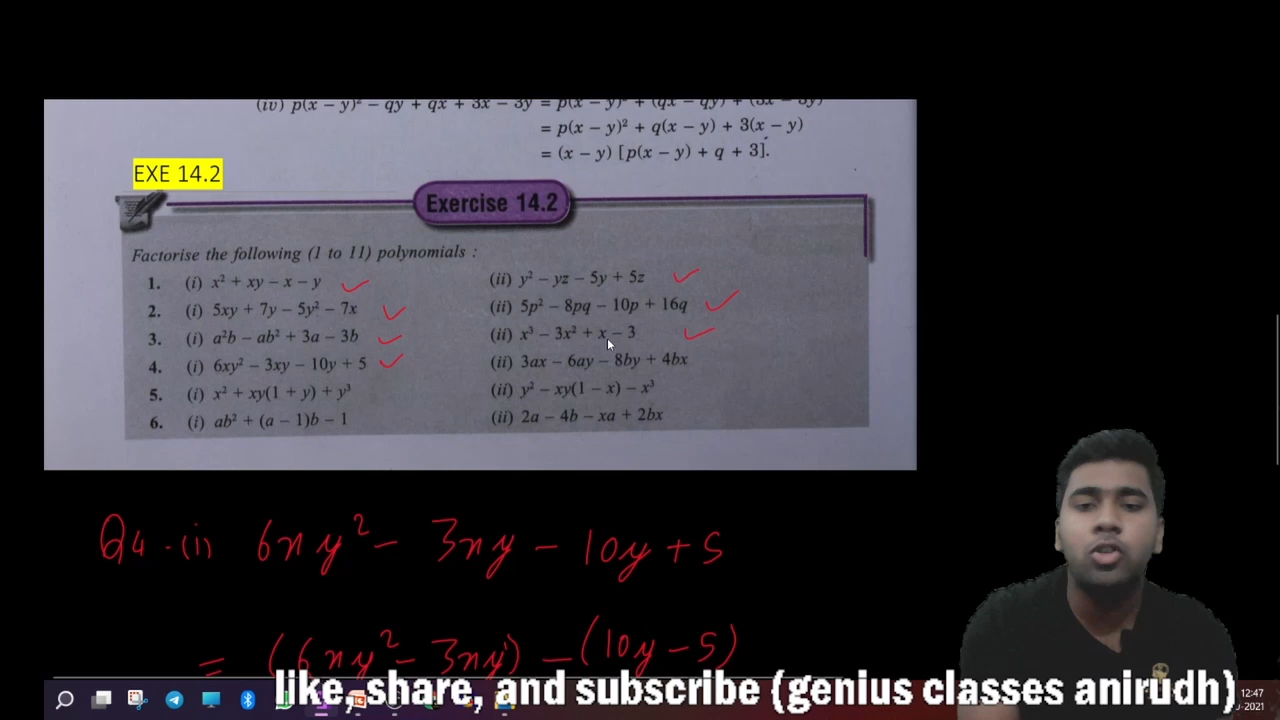 (iv) p(x − y)² − qy + qx + 3x − 3y = p(x − y)² + (qx − qy) + (3x − 3y)
= p(x − y)² + q(x − y) + 3(x − y)
= (x − y) [p(x − y) + q + 3].
EXE 14.2
Exercise 14.2
Factorise the following (1 to 11) polynomials :
1. (i) x² + xy − x − y (ii) y² − yz − 5y + 5z
2. (i) 5xy + 7y − 5y² − 7x (ii) 5p² − 8pq − 10p + 16q
3. (i) a²b − ab² + 3a − 3b (ii) x³ − 3x² + x − 3
4. (i) 6xy² − 3xy − 10y + 5 (ii) 3ax − 6ay − 8by + 4bx
5. (i) x² + xy(1 + y) + y³ (ii) y² − xy(1 − x) − x³
6. (i) ab² + (a − 1)b − 1 (ii) 2a − 4b − xa + 2bx
Q4 . (i) 6xy² − 3xy − 10y + 5
= (6xy² − 3xy) − (10y − 5)
like, share, and subscribe (genius classes anirudh)
12:47
-2021